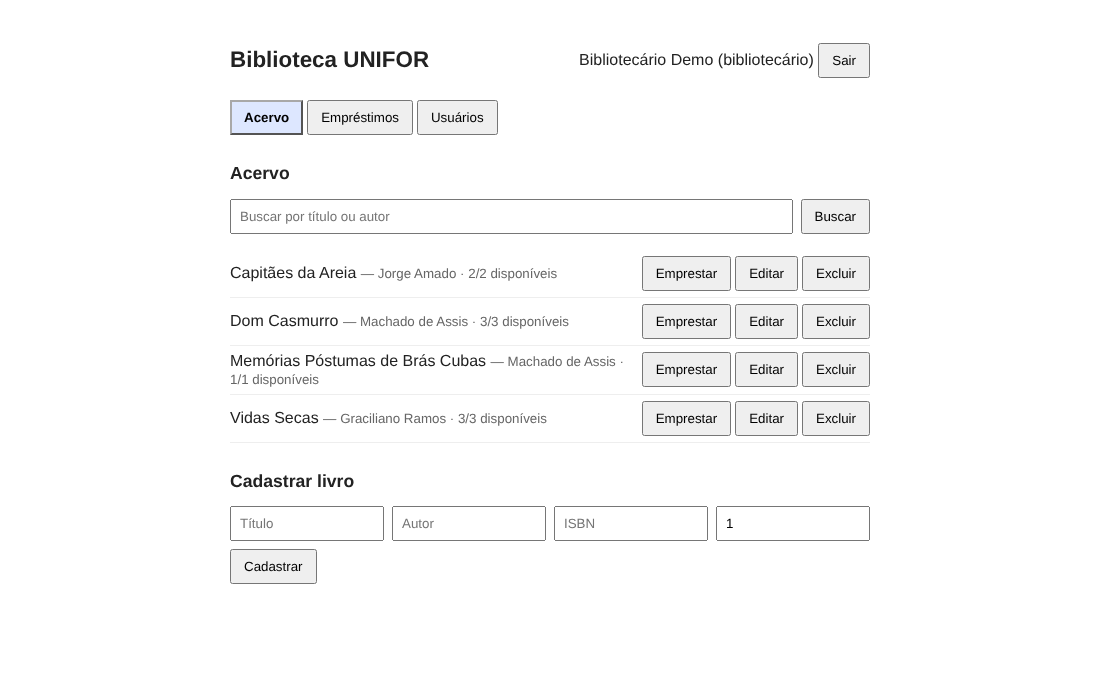 Biblioteca UNIFOR
Bibliotecário Demo (bibliotecário) Sair
Acervo Empréstimos Usuários
Acervo
Buscar por título ou autor Buscar
Capitães da Areia — Jorge Amado · 2/2 disponíveis Emprestar Editar Excluir
Dom Casmurro — Machado de Assis · 3/3 disponíveis Emprestar Editar Excluir
Memórias Póstumas de Brás Cubas — Machado de Assis ·
1/1 disponíveis Emprestar Editar Excluir
Vidas Secas — Graciliano Ramos · 3/3 disponíveis Emprestar Editar Excluir
Cadastrar livro
Título Autor ISBN 1
Cadastrar